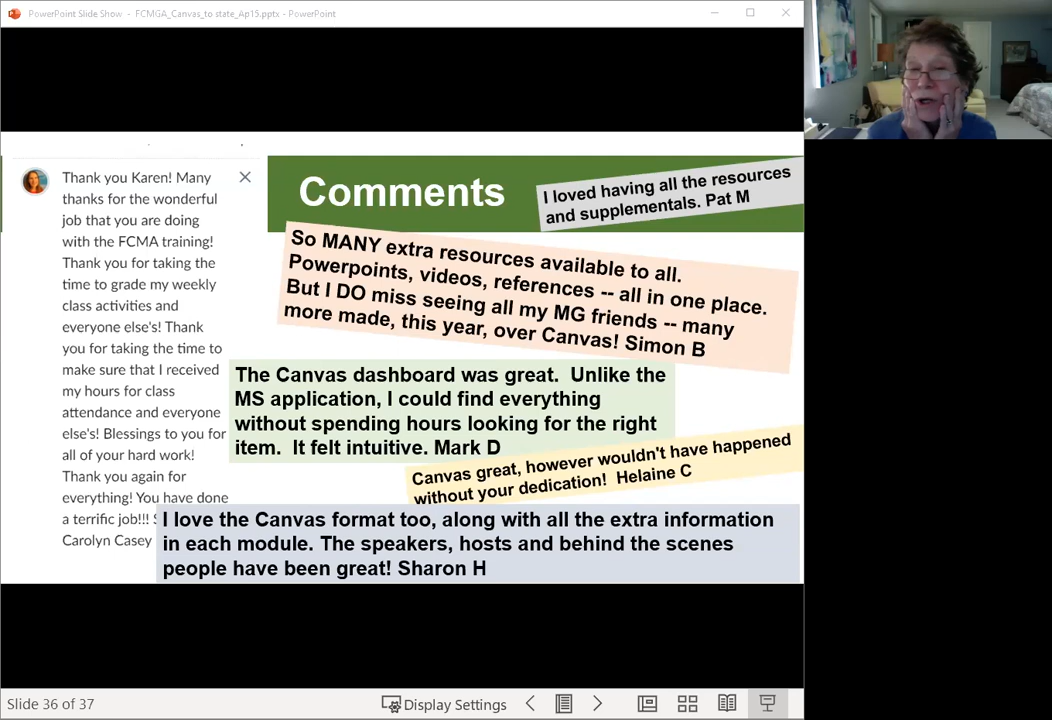 PowerPoint Slide Show - FCMGA_Canvas_to state_Ap15.pptx - PowerPoint
Thank you Karen! Many
thanks for the wonderful
job that you are doing
with the FCMA training!
Thank you for taking the
time to grade my weekly
class activities and
everyone else's! Thank
you for taking the time to
make sure that I received
my hours for class
attendance and everyone
else's! Blessings to you for
all of your hard work!
Thank you again for
everything! You have done
a terrific job!!!
Carolyn Casey
Comments
I loved having all the resources
and supplementals. Pat M
So MANY extra resources available to all.
Powerpoints, videos, references -- all in one place.
But I DO miss seeing all my MG friends -- many
more made, this year, over Canvas! Simon B
The Canvas dashboard was great. Unlike the
MS application, I could find everything
without spending hours looking for the right
item. It felt intuitive. Mark D
Canvas great, however wouldn't have happened
without your dedication! Helaine C
I love the Canvas format too, along with all the extra information
in each module. The speakers, hosts and behind the scenes
people have been great! Sharon H
Slide 36 of 37
Display Settings